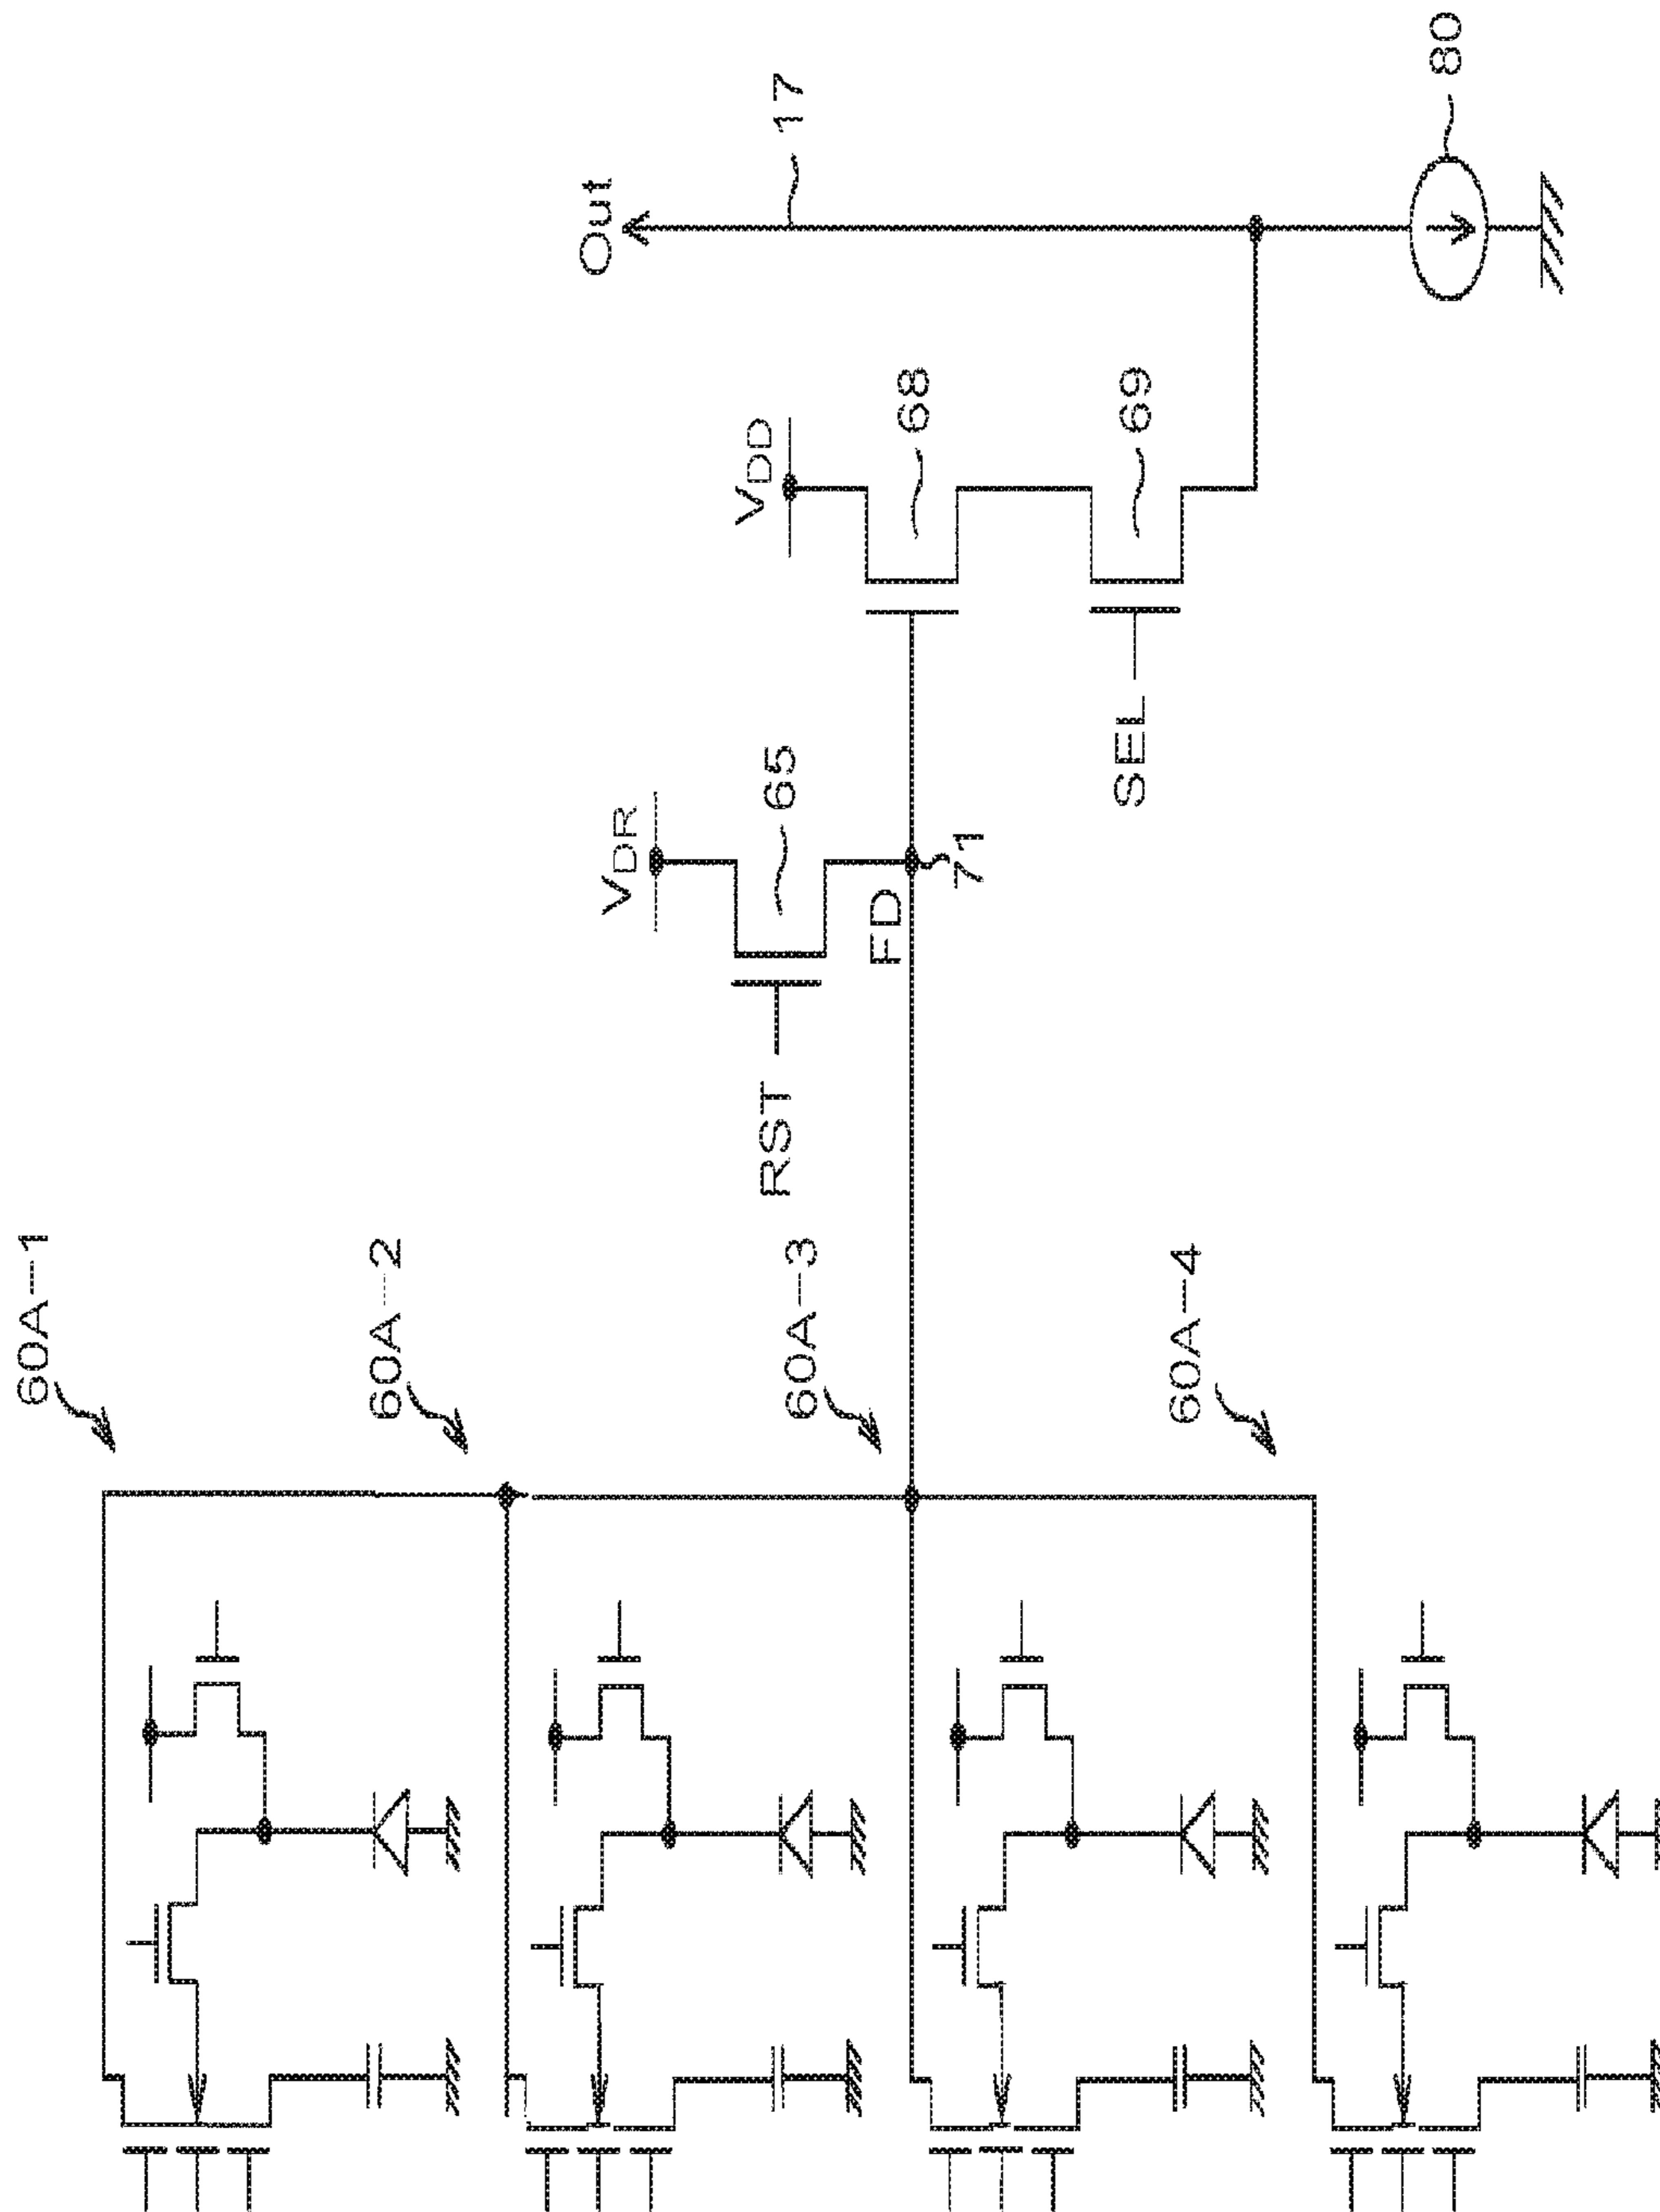 60A-1
60A-2
60A-3
60A-4
RST
VDR
65
FD
71
VDD
68
69
SEL
Out
17
80